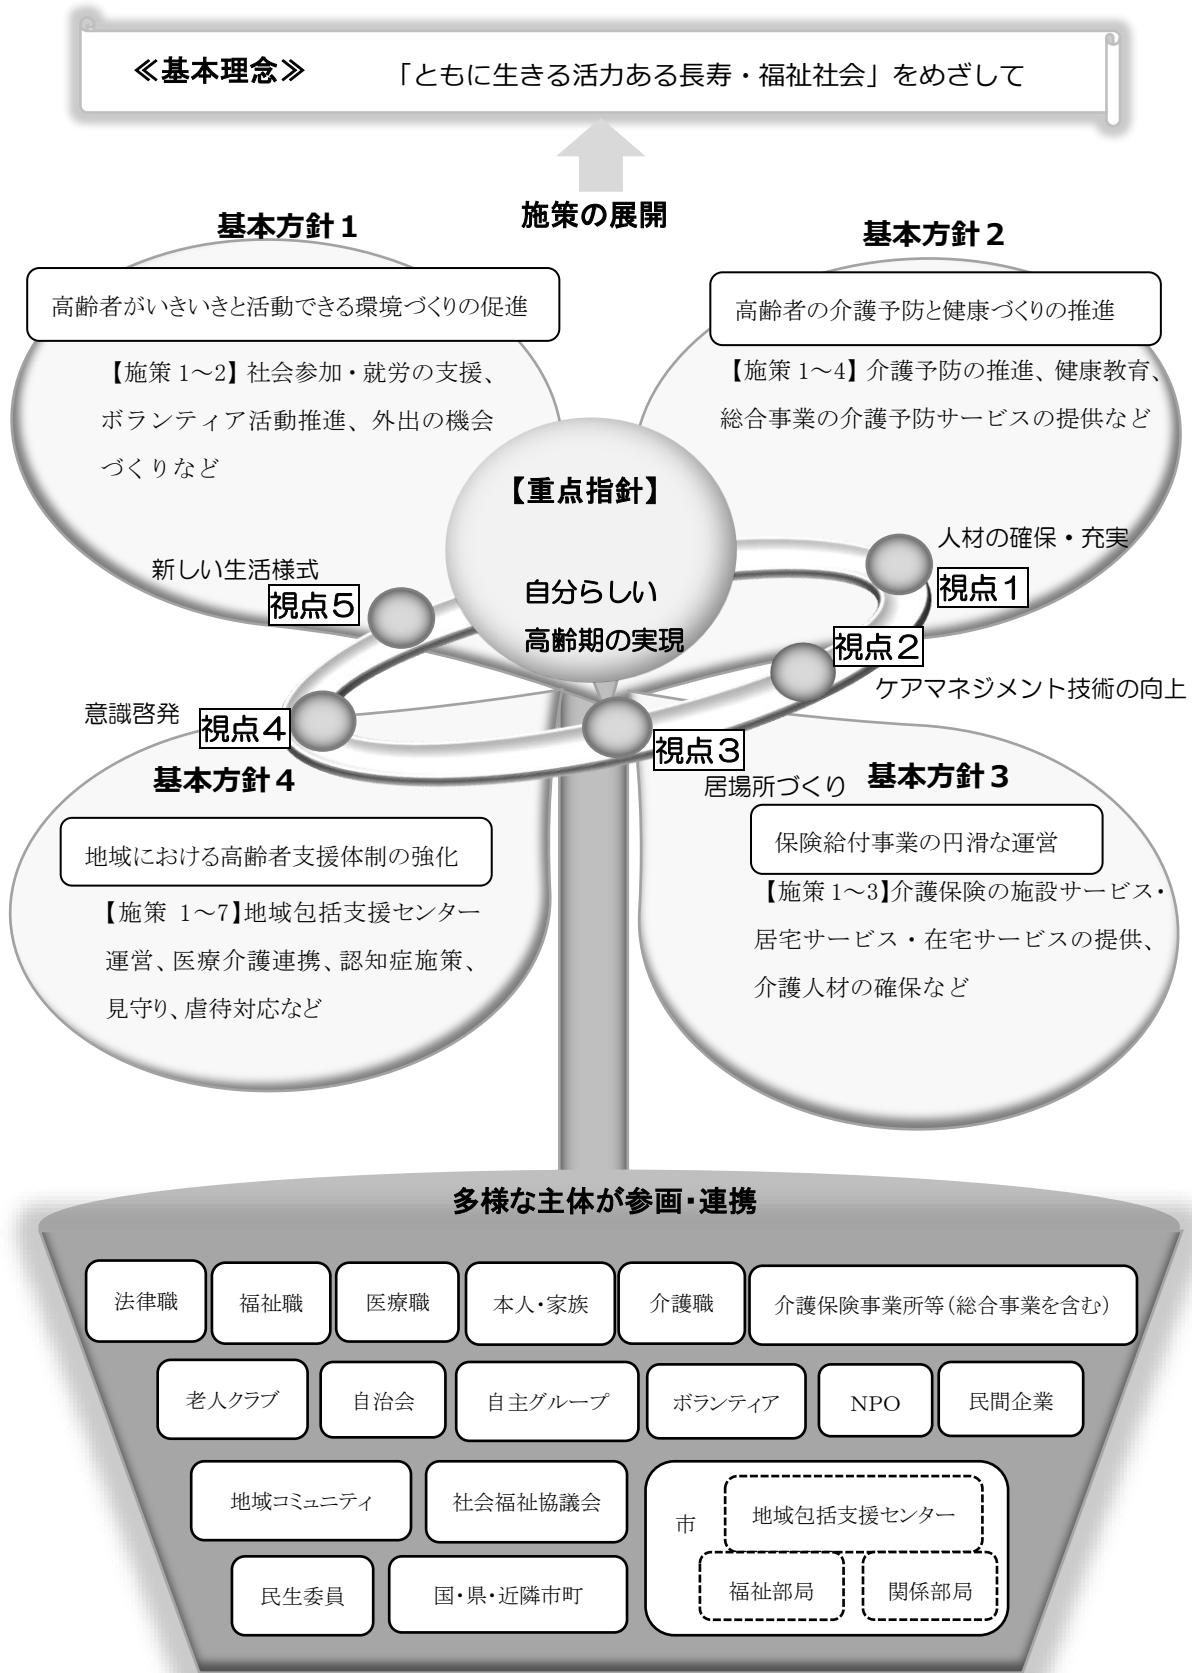 ≪基本理念≫ 「ともに生きる活力ある長寿・福祉社会」をめざして
施策の展開
基本方針１
高齢者がいきいきと活動できる環境づくりの促進
【施策 1～2】社会参加・就労の支援、
ボランティア活動推進、外出の機会
づくりなど
基本方針２
高齢者の介護予防と健康づくりの推進
【施策 1～4】介護予防の推進、健康教育、
総合事業の介護予防サービスの提供など
【重点指針】
自分らしい
高齢期の実現
人材の確保・充実
視点１
視点２
ケアマネジメント技術の向上
視点３
居場所づくり
意識啓発
視点４
新しい生活様式
視点５
基本方針４
地域における高齢者支援体制の強化
【施策 1～7】地域包括支援センター
運営、医療介護連携、認知症施策、
見守り、虐待対応など
基本方針３
保険給付事業の円滑な運営
【施策 1～3】介護保険の施設サービス・
居宅サービス・在宅サービスの提供、
介護人材の確保など
多様な主体が参画・連携
法律職
福祉職
医療職
本人・家族
介護職
介護保険事業所等（総合事業を含む）
老人クラブ
自治会
自主グループ
ボランティア
NPO
民間企業
地域コミュニティ
社会福祉協議会
市
地域包括支援センター
福祉部局
関係部局
民生委員
国・県・近隣市町